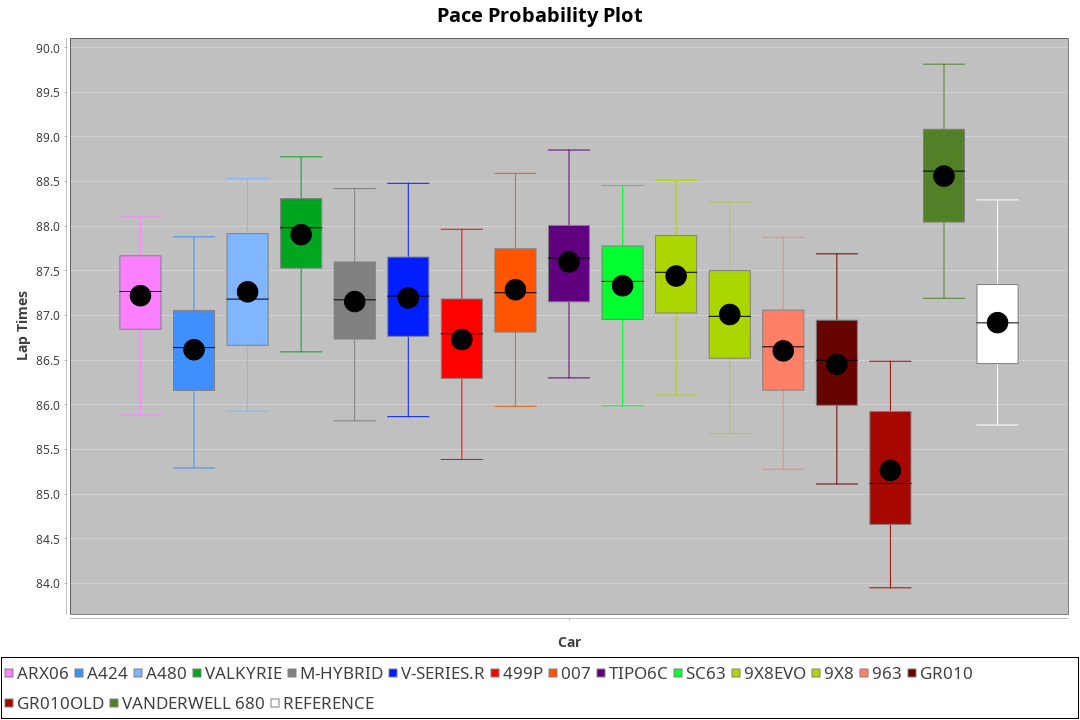 Pace Probability Plot
90.0
89.5
89.0
88.5
88.0
87.5
87.0
86.5
86.0
85.5
85.0
84.5
84.0
Lap Times
Car
ARX06 A424 A480 VALKYRIE M-HYBRID V-SERIES.R 499P 007 TIPO6C SC63 9X8EVO 9X8 963 GR010
GR010OLD VANDERWELL 680 REFERENCE